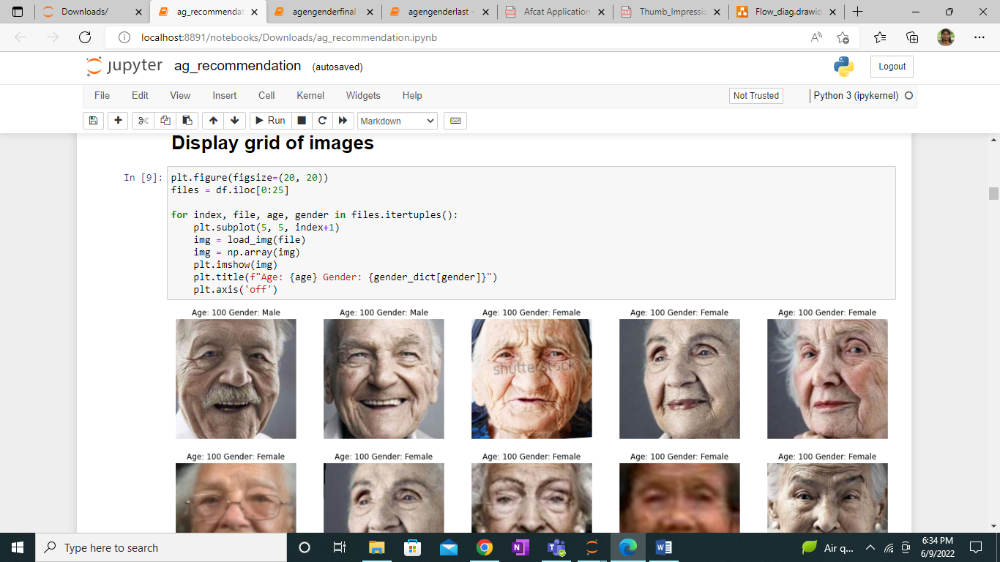 Downloads/
ag_recommendat
agengenderfinal -
agengenderlast -
Afcat Application
Thumb_Impressio
Flow_diag.drawio
localhost:8891/notebooks/Downloads/ag_recommendation.ipynb
jupyter ag_recommendation (autosaved)
Logout
File Edit View Insert Cell Kernel Widgets Help
Not Trusted
Python 3 (ipykernel)
Run
Markdown
Display grid of images
In [9]:
plt.figure(figsize=(20, 20))
files = df.iloc[0:25]
for index, file, age, gender in files.itertuples():
    plt.subplot(5, 5, index+1)
    img = load_img(file)
    img = np.array(img)
    plt.imshow(img)
    plt.title(f"Age: {age} Gender: {gender_dict[gender]}")
    plt.axis('off')
Age: 100 Gender: Male Age: 100 Gender: Male Age: 100 Gender: Female Age: 100 Gender: Female Age: 100 Gender: Female
shutterstock
Age: 100 Gender: Female Age: 100 Gender: Female Age: 100 Gender: Female Age: 100 Gender: Female Age: 100 Gender: Female
Type here to search
Air q...
6:34 PM
6/9/2022